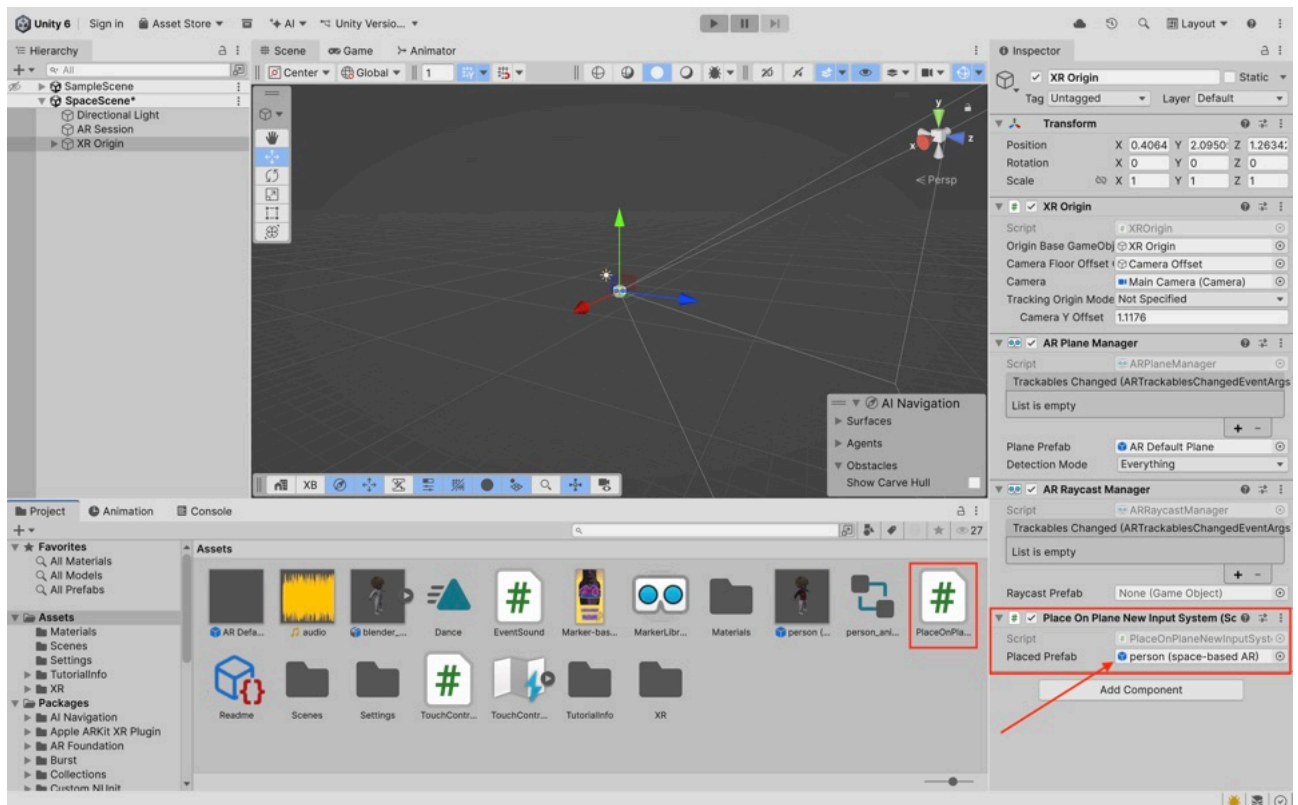 Unity 6 Sign in Asset Store AI Unity Versio... Layout
Hierarchy
All
SampleScene
SpaceScene*
Directional Light
AR Session
XR Origin
Scene Game Animator
Center Global 1
y
x z
Persp
AI Navigation
Surfaces
Agents
Obstacles
Show Carve Hull
XB
Inspector
XR Origin Static
Tag Untagged Layer Default
Transform
Position X 0.4064 Y 2.0950 Z 1.2634
Rotation X 0 Y 0 Z 0
Scale X 1 Y 1 Z 1
XR Origin
Script XROrigin
Origin Base GameObj XR Origin
Camera Floor Offset Camera Offset
Camera Main Camera (Camera)
Tracking Origin Mode Not Specified
Camera Y Offset 1.1176
AR Plane Manager
Script ARPlaneManager
Trackables Changed (ARTrackablesChangedEventArgs
List is empty
+ -
Plane Prefab AR Default Plane
Detection Mode Everything
AR Raycast Manager
Script ARRaycastManager
Trackables Changed (ARTrackablesChangedEventArgs
List is empty
+ -
Raycast Prefab None (Game Object)
Place On Plane New Input System (Sc
Script PlaceOnPlaneNewInputSyst
Placed Prefab person (space-based AR)
Add Component
Project Animation Console
27
Favorites
All Materials
All Models
All Prefabs
Assets
Materials
Scenes
Settings
TutorialInfo
XR
Packages
AI Navigation
Apple ARKit XR Plugin
AR Foundation
Burst
Collections
Custom NUnit
Assets
AR Defa... audio blender_... Dance EventSound Marker-bas... MarkerLibr... Materials person (... person_ani... PlaceOnPla...
Readme Scenes Settings TouchContr... TouchContr... TutorialInfo XR